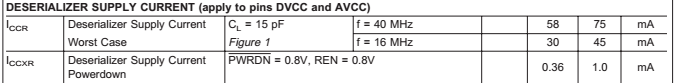 DESERIALIZER SUPPLY CURRENT (apply to pins DVCC and AVCC)
ICCR Deserializer Supply Current Worst Case CL = 15 pF Figure 1 f = 40 MHz 58 75 mA
f = 16 MHz 30 45 mA
ICCXR Deserializer Supply Current Powerdown PWRDN = 0.8V, REN = 0.8V 0.36 1.0 mA